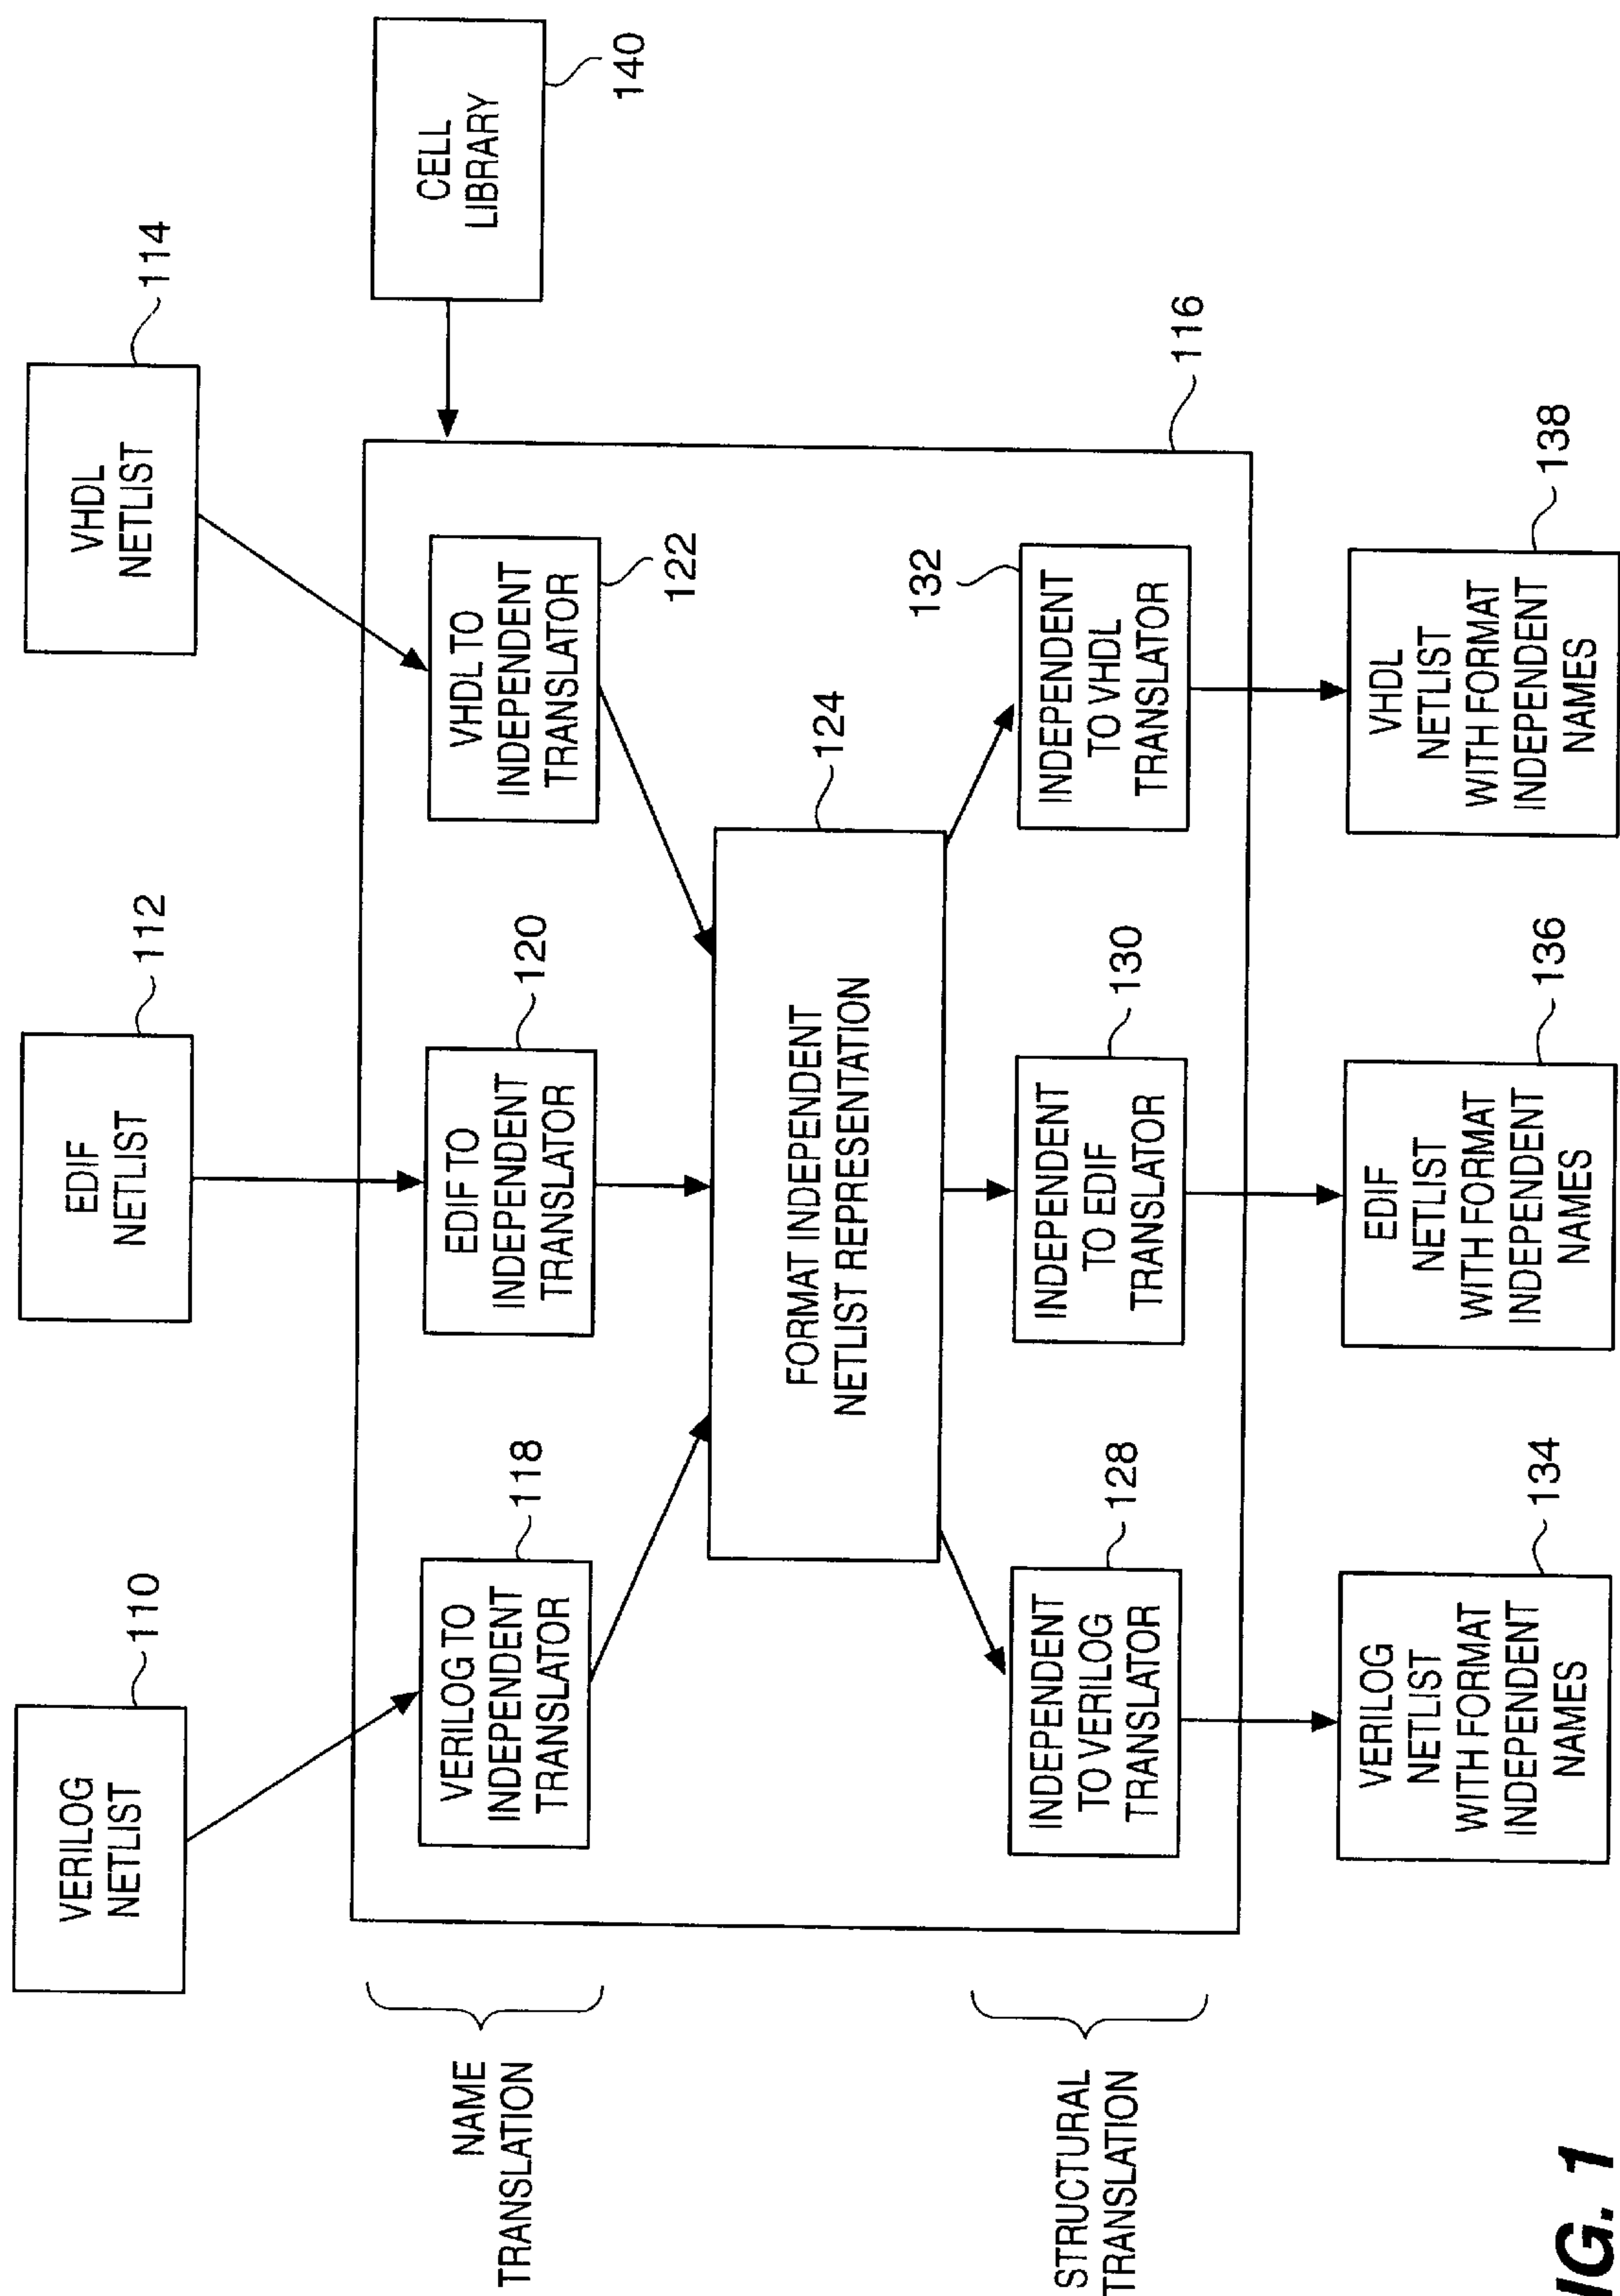 VERILOG
NETLIST
110
EDIF
NETLIST
112
VHDL
NETLIST
114
CELL
LIBRARY
140
NAME
TRANSLATION
VERILOG TO
INDEPENDENT
TRANSLATOR
118
EDIF TO
INDEPENDENT
TRANSLATOR
120
VHDL TO
INDEPENDENT
TRANSLATOR
122
FORMAT INDEPENDENT
NETLIST REPRESENTATION
124
STRUCTURAL
TRANSLATION
INDEPENDENT
TO VERILOG
TRANSLATOR
128
INDEPENDENT
TO EDIF
TRANSLATOR
130
INDEPENDENT
TO VHDL
TRANSLATOR
132
116
VERILOG
NETLIST
WITH FORMAT
INDEPENDENT
NAMES
134
EDIF
NETLIST
WITH FORMAT
INDEPENDENT
NAMES
136
VHDL
NETLIST
WITH FORMAT
INDEPENDENT
NAMES
138
IG. 1